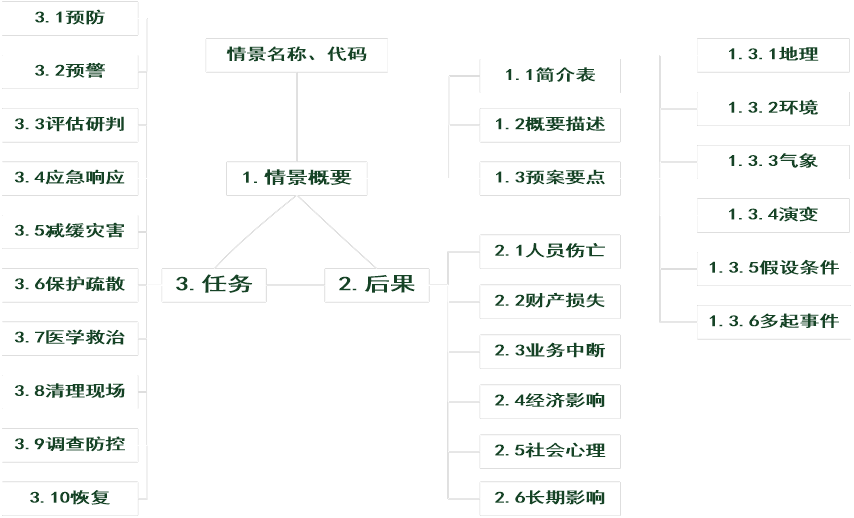 情景名称、代码
1.情景概要
1.1简介表
1.2概要描述
1.3预案要点
1.3.1地理
1.3.2环境
1.3.3气象
1.3.4演变
1.3.5假设条件
1.3.6多起事件
2.后果
2.1人员伤亡
2.2财产损失
2.3业务中断
2.4经济影响
2.5社会心理
2.6长期影响
3.任务
3.1预防
3.2预警
3.3评估研判
3.4应急响应
3.5减缓灾害
3.6保护疏散
3.7医学救治
3.8清理现场
3.9调查防控
3.10恢复